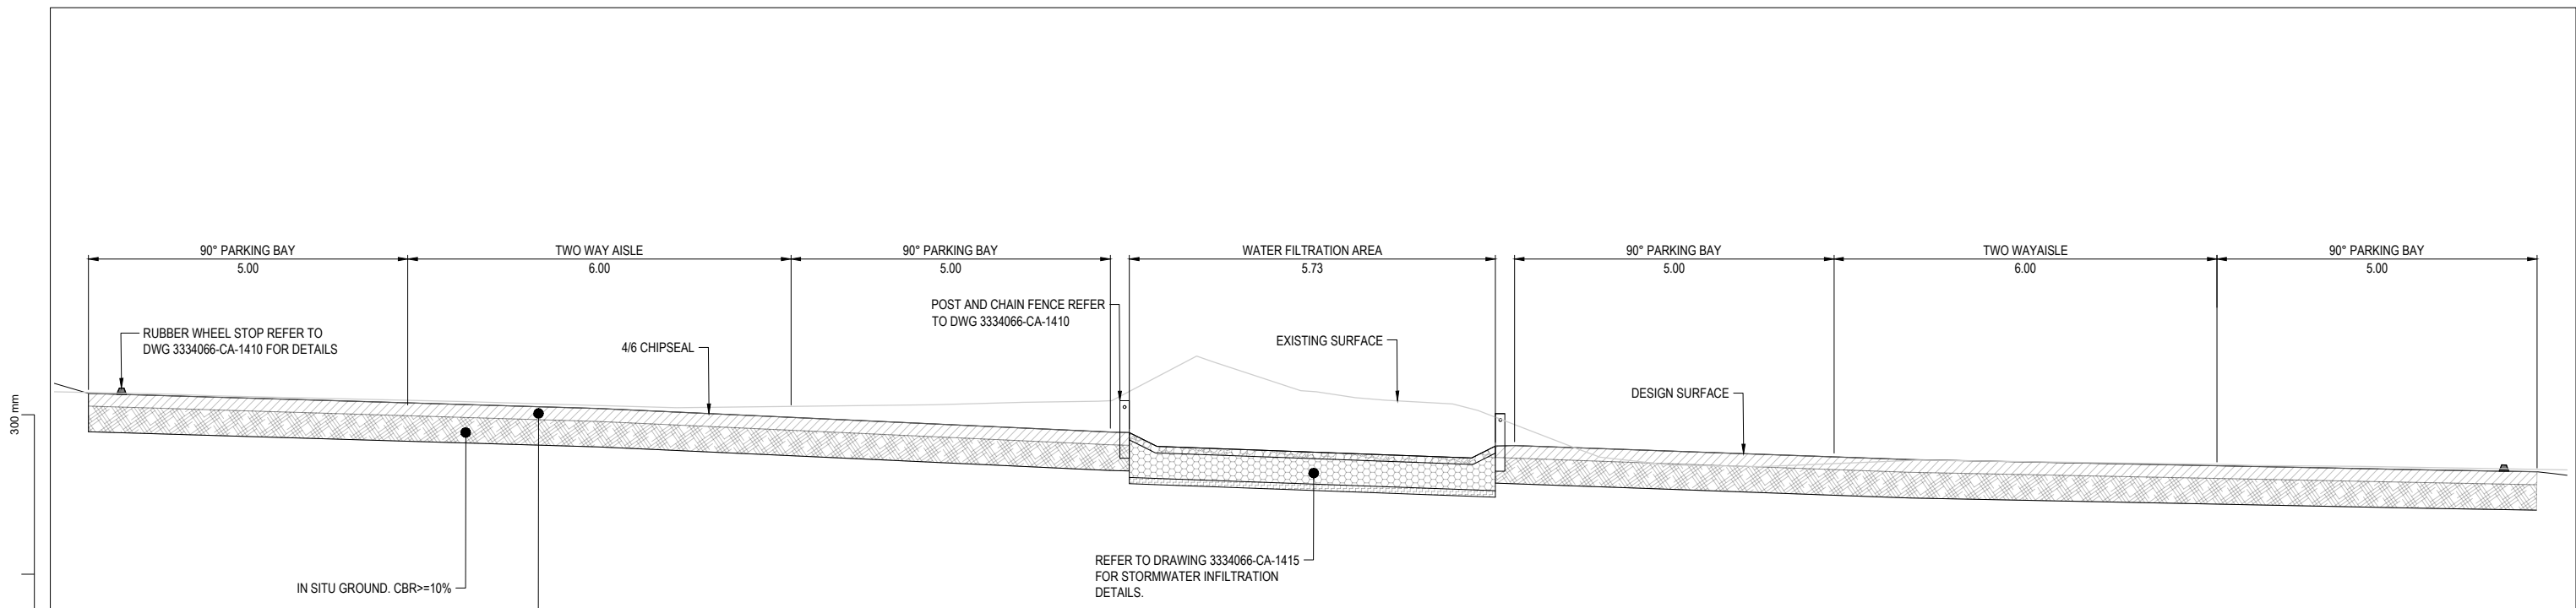 90° PARKING BAY
5.00
TWO WAY AISLE
6.00
90° PARKING BAY
5.00
WATER FILTRATION AREA
5.73
90° PARKING BAY
5.00
TWO WAYAISLE
6.00
90° PARKING BAY
5.00
POST AND CHAIN FENCE REFER
TO DWG 3334066-CA-1410
RUBBER WHEEL STOP REFER TO
DWG 3334066-CA-1410 FOR DETAILS
4/6 CHIPSEAL
EXISTING SURFACE
DESIGN SURFACE
300 mm
REFER TO DRAWING 3334066-CA-1415
FOR STORMWATER INFILTRATION
DETAILS.
IN SITU GROUND. CBR>=10%